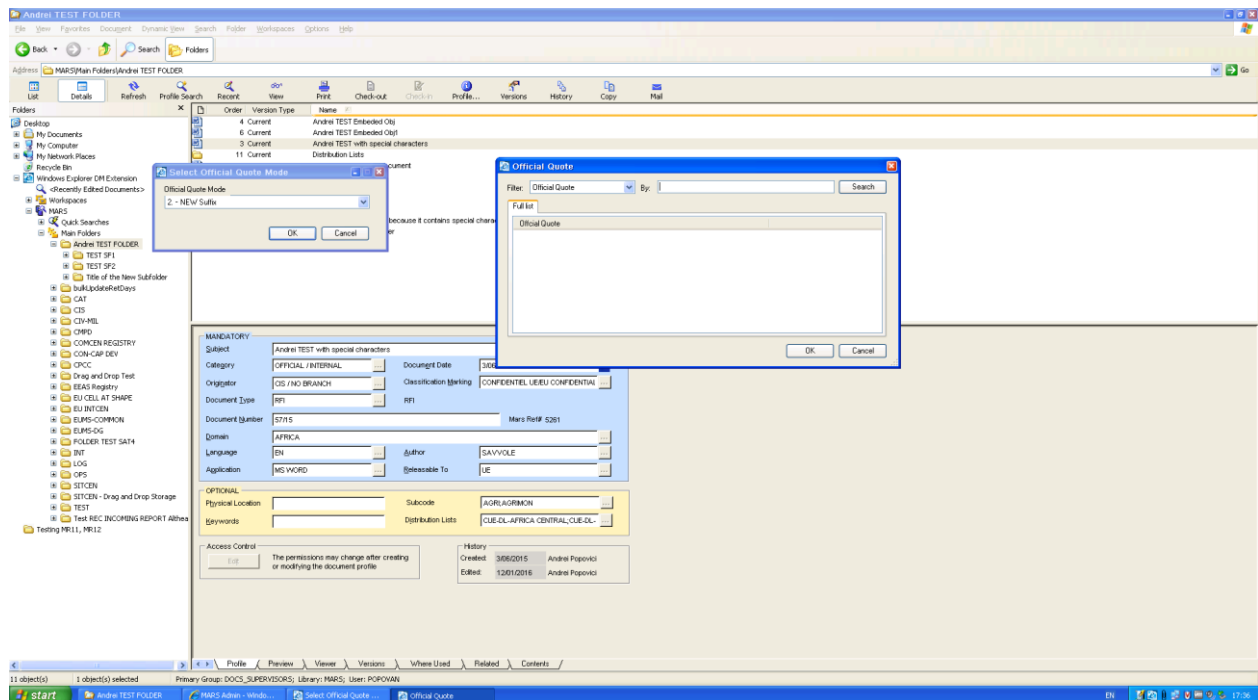 Andrei TEST FOLDER
File View Favorites Document Dynamic View Search Folder Workspaces Options Help
Back Search Folders
Address MARS\Main Folders\Andrei TEST FOLDER Go
List Details Refresh Profile Search Recent View Print Check-out Check-in Profile... Versions History Copy Mail
Folders
Desktop
My Documents
My Computer
My Network Places
Recycle Bin
Windows Explorer DM Extension
<Recently Edited Documents>
Workspaces
MARS
Quick Searches
Main Folders
Andrei TEST FOLDER
TEST SF1
TEST SF2
Title of the New Subfolder
bulkUpdateRetDays
CAT
CIS
CIV-MIL
CMPD
COMCEN REGISTRY
CON-CAP DEV
CPCC
Drag and Drop Test
EEAS Registry
EU CELL AT SHAPE
EU INTCEN
EUMS-COMMON
EUMS-DG
FOLDER TEST SAT4
INT
LOG
OPS
SITCEN
SITCEN - Drag and Drop Storage
TEST
Test REC INCOMING REPORT Althea
Testing MR11, MR12
Order Version Type Name
4 Current Andrei TEST Embeded Obj
6 Current Andrei TEST Embeded Obj1
3 Current Andrei TEST with special characters
11 Current Distribution Lists
because it contains special chara
Select Official Quote Mode
Official Quote Mode
2. - NEW Suffix
OK Cancel
Official Quote
Filter: Official Quote By: Search
Full list
Official Quote
OK Cancel
MANDATORY
Subject Andrei TEST with special characters
Category OFFICIAL / INTERNAL ... Document Date
Originator CIS / NO BRANCH ... Classification Marking CONFIDENTIEL UE/EU CONFIDENTIAL ...
Document Type RFI ... RFI
Document Number 57/15 Mars Ref# 5261
Domain AFRICA ...
Language EN ... Author SAVVOLE ...
Application MS WORD ... Releasable To UE ...
OPTIONAL
Physical Location Subcode AGRI;AGRIMON ...
Keywords Distribution Lists CUE-DL-AFRICA CENTRAL;CUE-DL- ...
Access Control
Edit The permissions may change after creating
or modifying the document profile
History
Created: 3/06/2015 Andrei Popovici
Edited: 12/01/2016 Andrei Popovici
Profile Preview Viewer Versions Where Used Related Contents
11 object(s) 1 object(s) selected Primary Group: DOCS_SUPERVISORS; Library: MARS; User: POPOVAN
start Andrei TEST FOLDER MARS Admin - Windo... Select Official Quote ... Official Quote EN 17:36